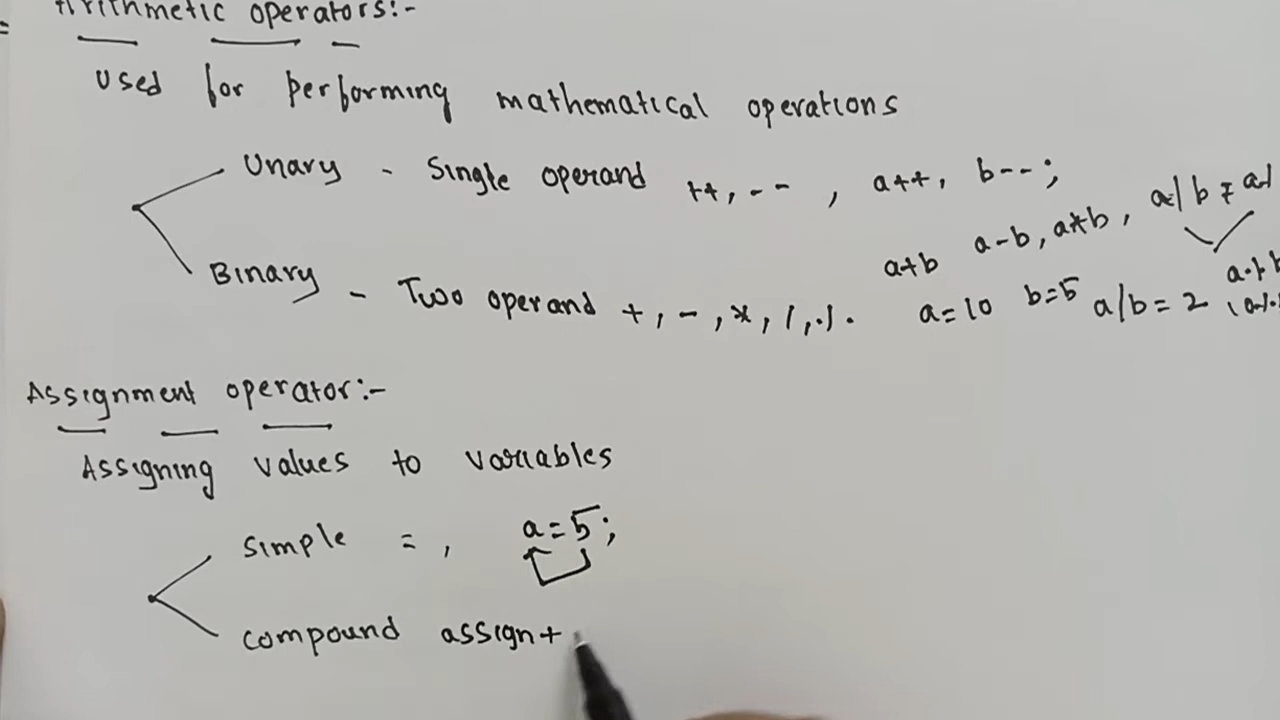 Arithmetic operators:-
Used for performing mathematical operations
Unary - Single operand ++, -- , a++, b--;
a+b a-b, a*b, a/b
Binary - Two operand +, -, *, /, .
a=10 b=5 a/b=2
Assignment operator:-
Assigning values to variables
Simple = , a=5;
compound assign+